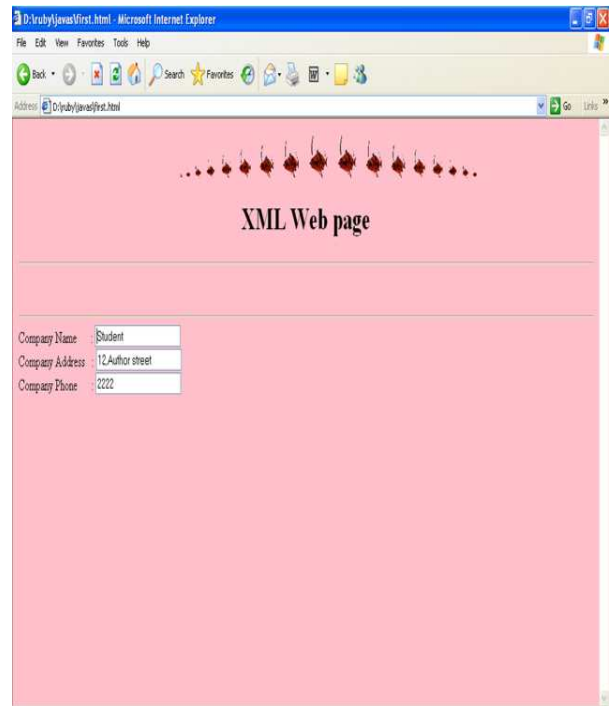 D:\ruby\javas\first.html - Microsoft Internet Explorer
File Edit View Favorites Tools Help
Back Search Favorites
Address D:\ruby\javas\first.html Go Links »
XML Web page
Company Name : Student
Company Address : 12,Author street
Company Phone : 2222